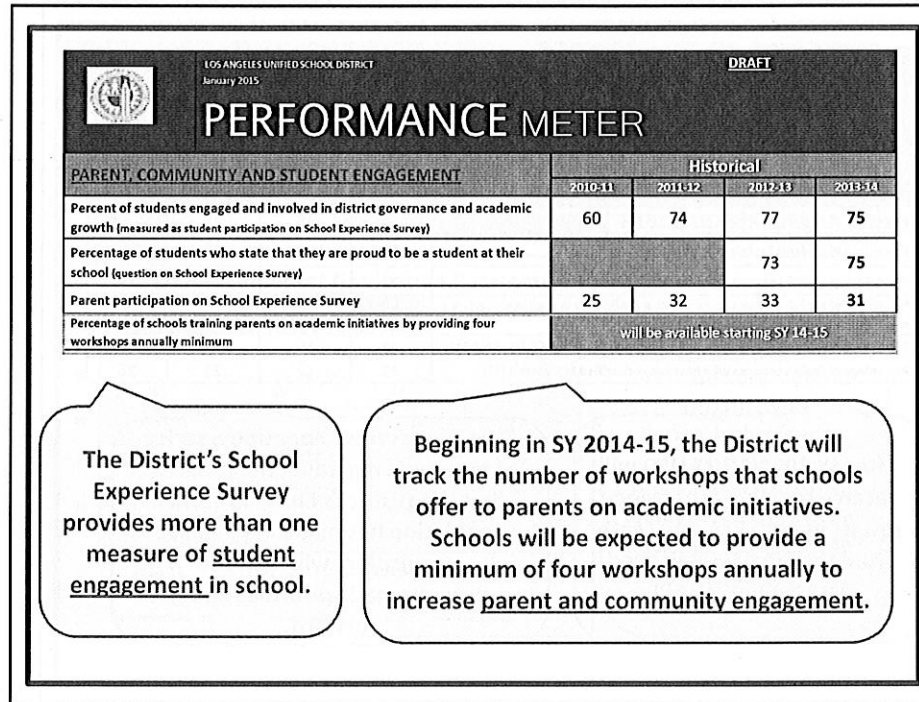 LOS ANGELES UNIFIED SCHOOL DISTRICT
January 2015
DRAFT
PERFORMANCE METER
PARENT, COMMUNITY AND STUDENT ENGAGEMENT
Historical
2010-11 2011-12 2012-13 2013-14
Percent of students engaged and involved in district governance and academic
growth (measured as student participation on School Experience Survey)
60 74 77 75
Percentage of students who state that they are proud to be a student at their
school (question on School Experience Survey)
73 75
Parent participation on School Experience Survey
25 32 33 31
Percentage of schools training parents on academic initiatives by providing four
workshops annually minimum
will be available starting SY 14-15
The District's School
Experience Survey
provides more than one
measure of student
engagement in school.
Beginning in SY 2014-15, the District will
track the number of workshops that schools
offer to parents on academic initiatives.
Schools will be expected to provide a
minimum of four workshops annually to
increase parent and community engagement.